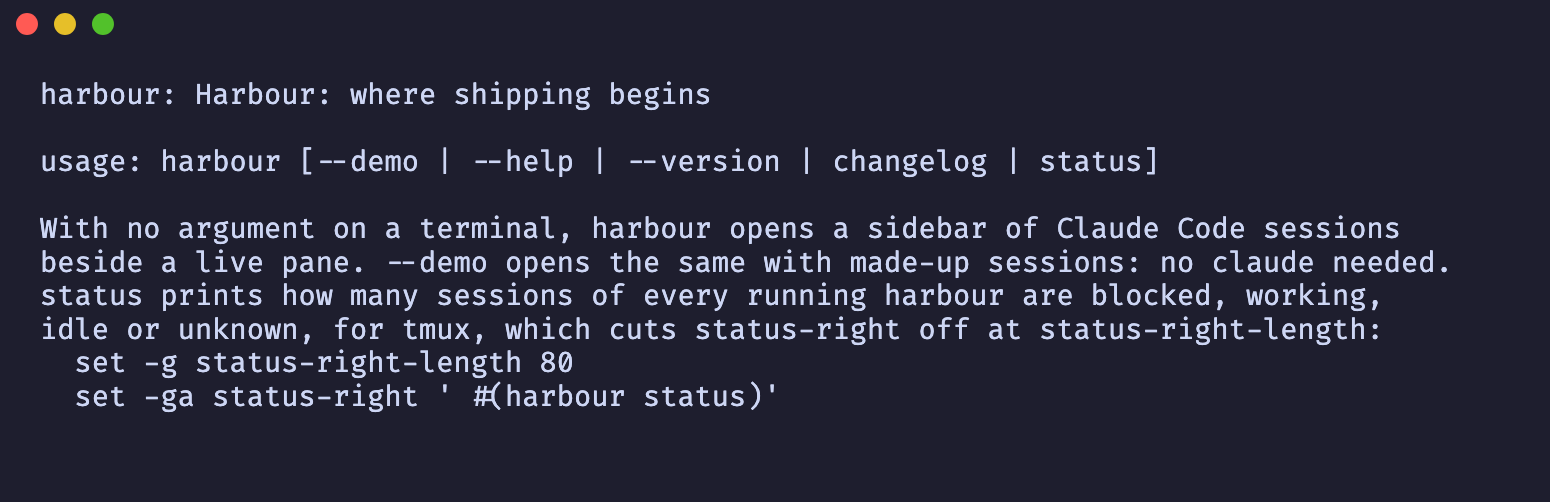 harbour: Harbour: where shipping begins
usage: harbour [--demo | --help | --version | changelog | status]
With no argument on a terminal, harbour opens a sidebar of Claude Code sessions
beside a live pane. --demo opens the same with made-up sessions: no claude needed.
status prints how many sessions of every running harbour are blocked, working,
idle or unknown, for tmux, which cuts status-right off at status-right-length:
  set -g status-right-length 80
  set -ga status-right ' #(harbour status)'